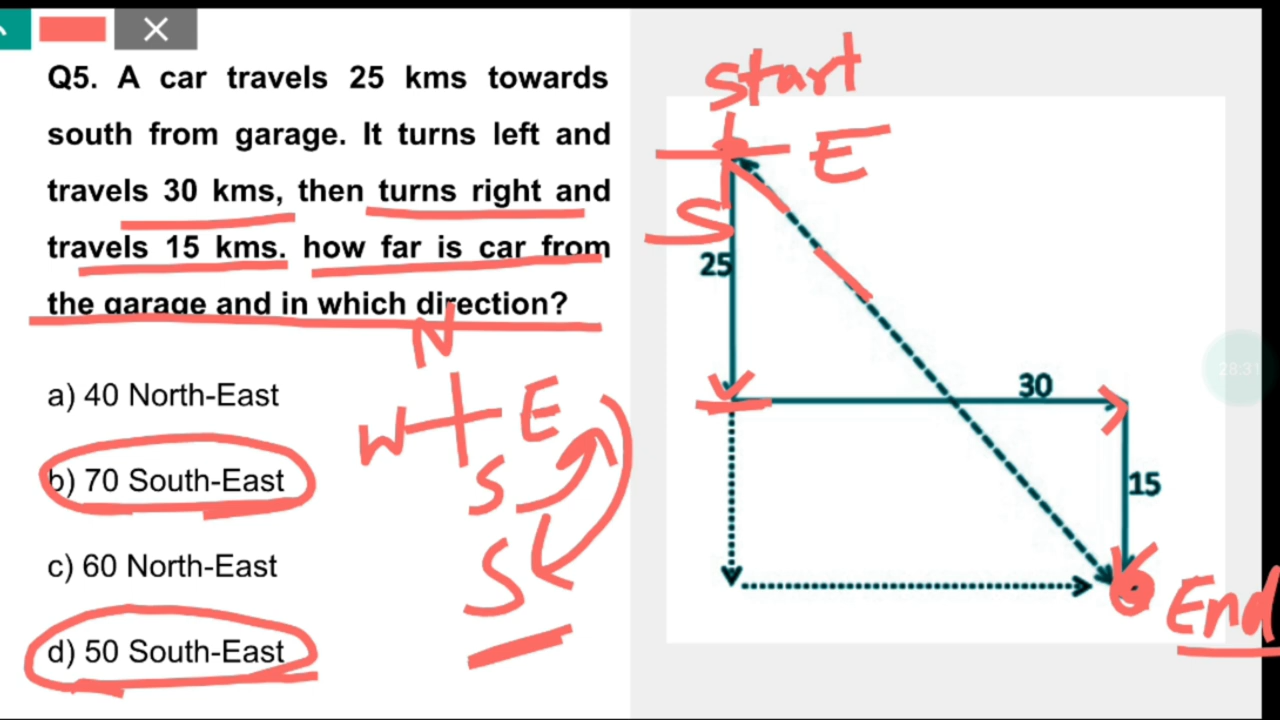 Q5. A car travels 25 kms towards
south from garage. It turns left and
travels 30 kms, then turns right and
travels 15 kms. how far is car from
the garage and in which direction?
a) 40 North-East
b) 70 South-East
c) 60 North-East
d) 50 South-East
N
W E
S
S
Start
E
S
25
30
15
End
28:31